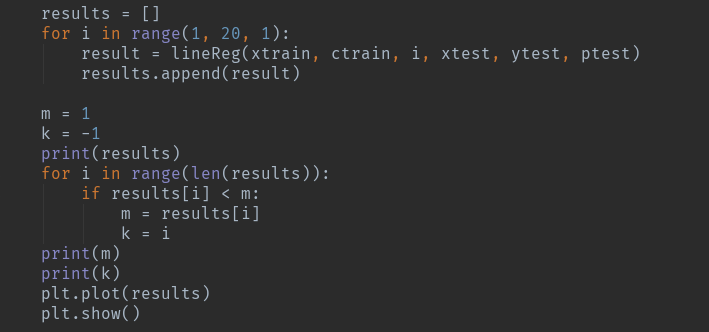 results = []
for i in range(1, 20, 1):
    result = lineReg(xtrain, ctrain, i, xtest, ytest, ptest)
    results.append(result)

m = 1
k = -1
print(results)
for i in range(len(results)):
    if results[i] < m:
        m = results[i]
        k = i
print(m)
print(k)
plt.plot(results)
plt.show()